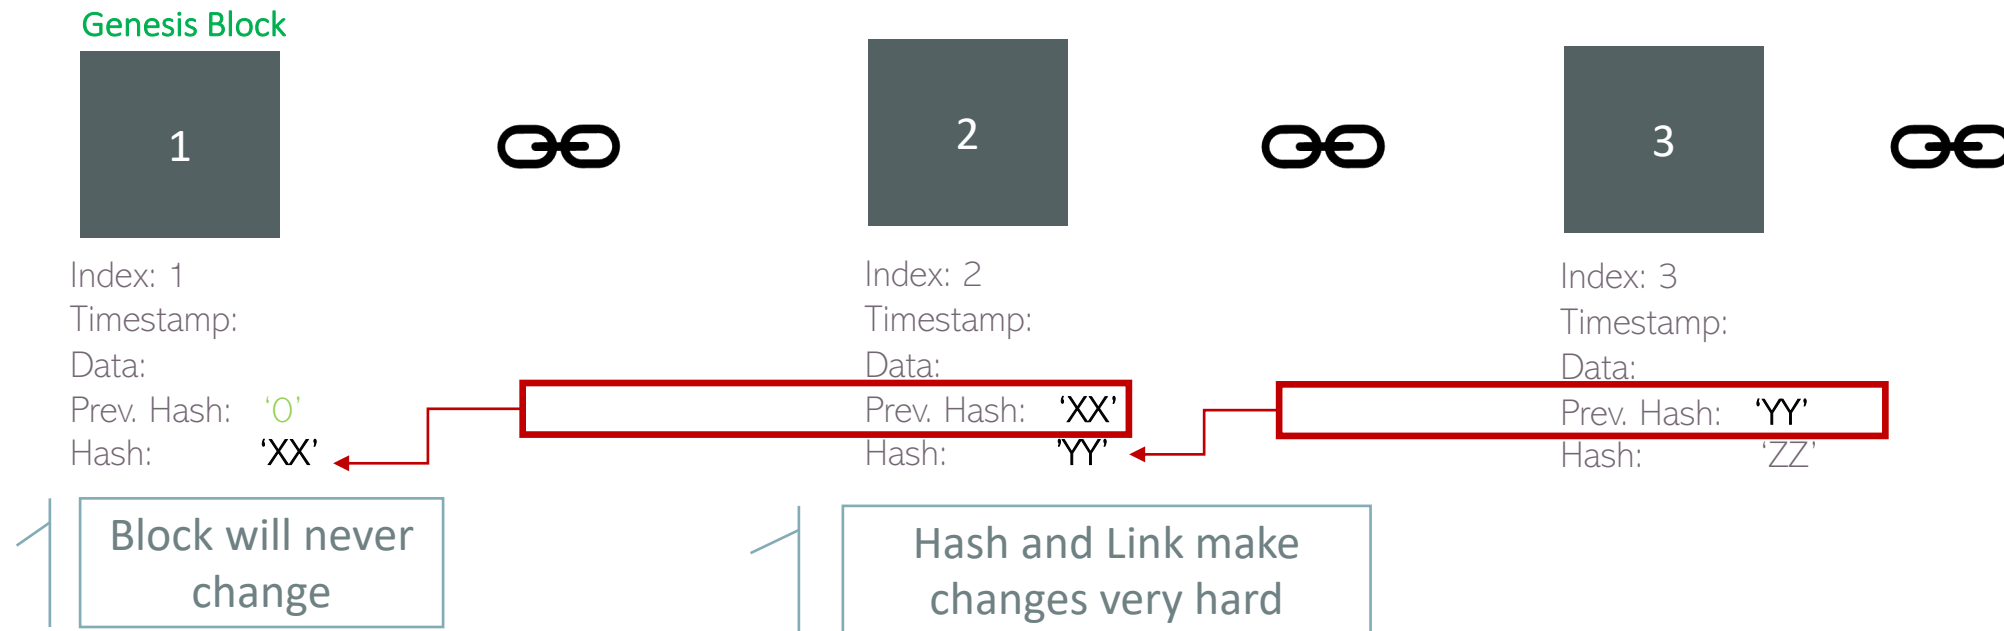 Genesis Block
1
2
3
Index: 1
Timestamp:
Data:
Prev. Hash: ‘0’
Hash: ‘XX’
Index: 2
Timestamp:
Data:
Prev. Hash: ‘XX’
Hash: ’YY’
Index: 3
Timestamp:
Data:
Prev. Hash: ‘YY’
Hash: ‘ZZ’
Block will never
change
Hash and Link make
changes very hard